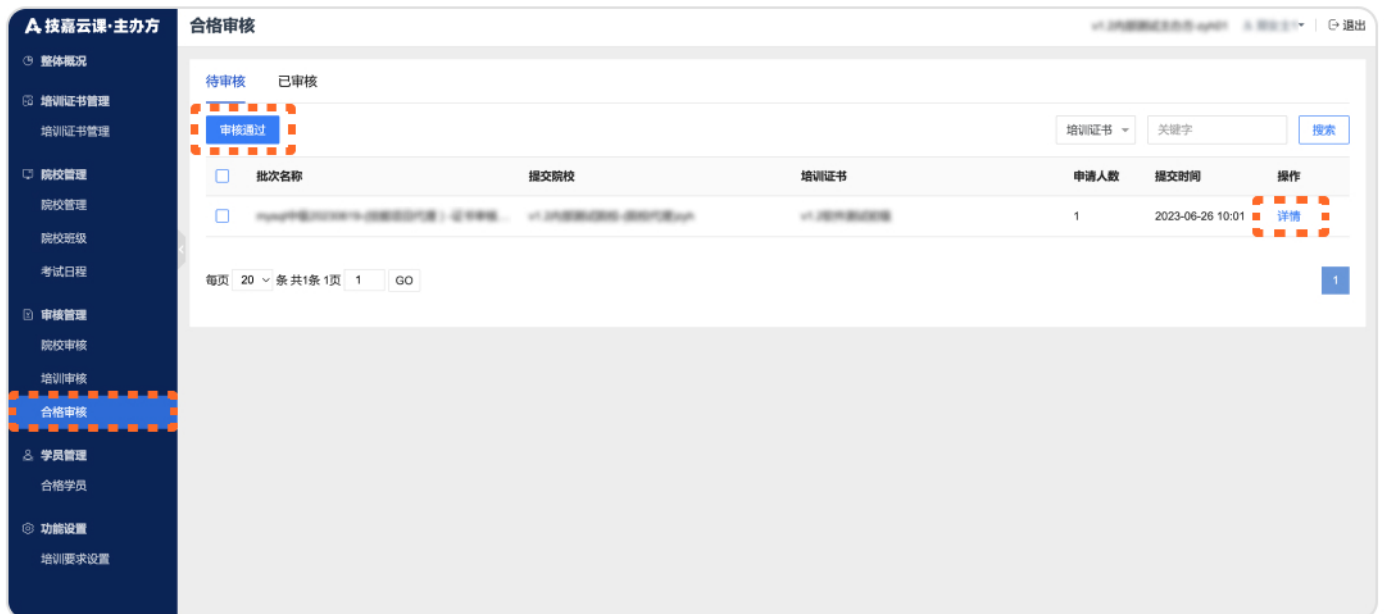 技嘉云课·主办方
合格审核
退出
整体概况
培训证书管理
培训证书管理
院校管理
院校管理
院校班级
考试日程
审核管理
院校审核
培训审核
合格审核
学员管理
合格学员
功能设置
培训要求设置
待审核 已审核
审核通过 培训证书 关键字 搜索
批次名称 提交院校 培训证书 申请人数 提交时间 操作
1 2023-06-26 10:01 详情
每页 20 条 共1条 1页 1 GO 1